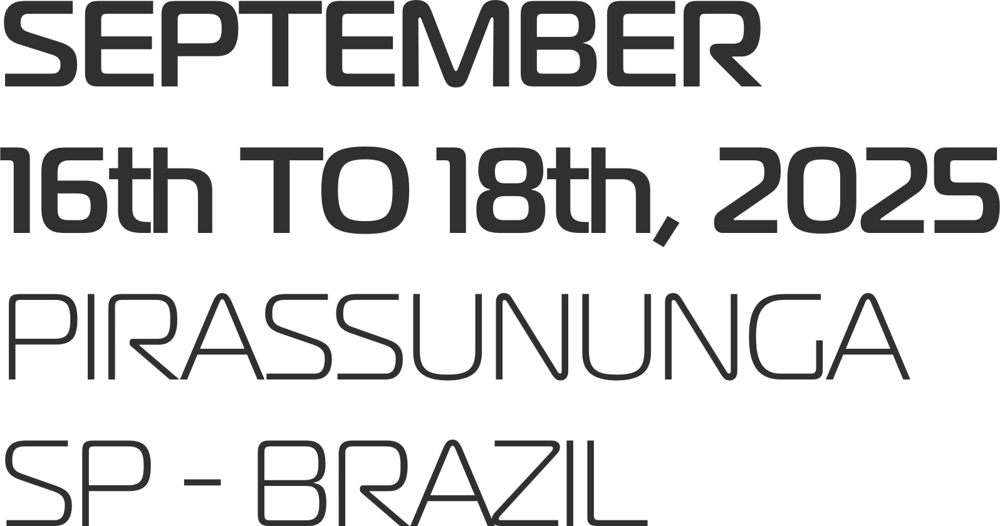 SEPTEMBER
16th TO 18th, 2025
PIRASSUNUNGA
SP - BRAZIL